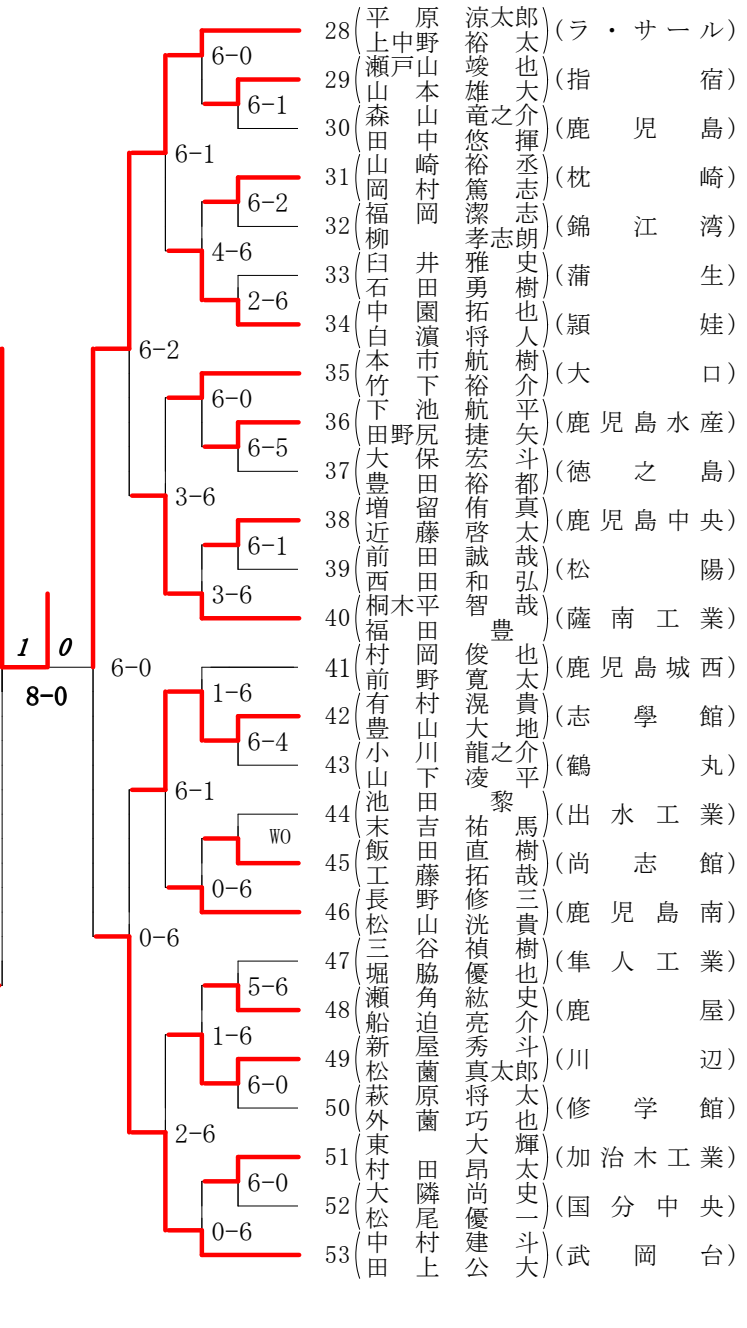 28(平原 涼太郎 上中野裕太)(ラ・サール)
6-0
29(瀬戸山竣也 山本雄大)(指宿)
6-1
30(森山竜之介 田中悠揮)(鹿児島)
6-1
31(山崎裕丞 岡村篤志)(枕崎)
6-2
32(福岡潔志 柳孝志朗)(錦江湾)
4-6
33(臼井雅史 石田勇樹)(蒲生)
2-6
34(中園拓也 白濵将人)(頴娃)
6-2
35(本市航樹 竹下裕介)(大口)
6-0
36(下池航平 田野尻捷矢)(鹿児島水産)
6-5
37(大保宏斗 豊田裕都)(徳之島)
3-6
38(増留侑真 近藤啓太)(鹿児島中央)
6-1
39(前田誠哉 西田和弘)(松陽)
3-6
40(桐木平智哉 福田豊)(薩南工業)
1 0
6-0
8-0
41(村岡俊也 前野寛太)(鹿児島城西)
1-6
42(有村滉貴 豊山大地)(志學館)
6-4
43(小川龍之介 山下凌平)(鶴丸)
6-1
44(池田黎 末吉祐馬)(出水工業)
WO
45(飯田直樹 工藤拓哉)(尚志館)
0-6
46(長野修三 松山洸貴)(鹿児島南)
0-6
47(三谷禎樹 堀脇優也)(隼人工業)
5-6
48(瀬角紘史 船迫亮介)(鹿屋)
1-6
49(新屋秀斗 松薗真太郎)(川辺)
6-0
50(萩原将太 外薗巧也)(修学館)
2-6
51(東大輝 村田昂太)(加治木工業)
6-0
52(大隣尚史 松尾優一)(国分中央)
0-6
53(中村建斗 田上公大)(武岡台)